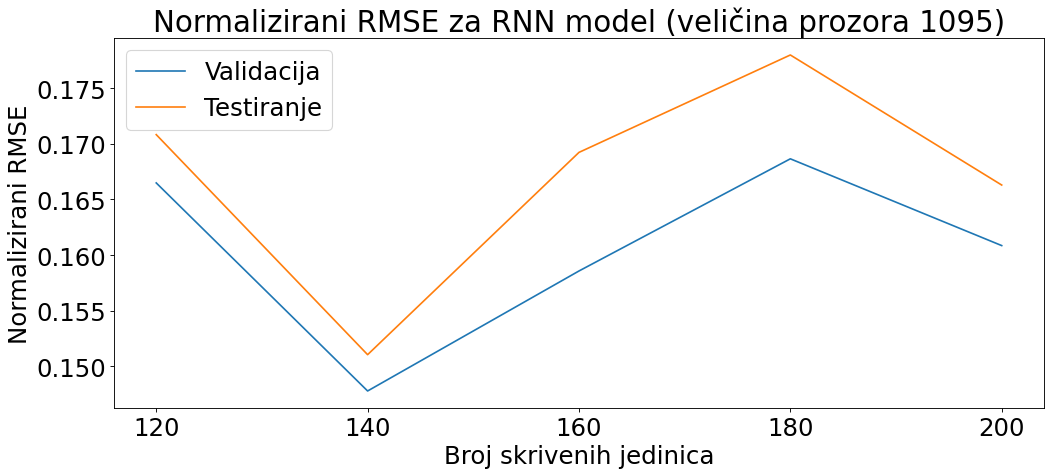 Normalizirani RMSE za RNN model (veličina prozora 1095)
Validacija
Testiranje
Normalizirani RMSE
0.175
0.170
0.165
0.160
0.155
0.150
120 140 160 180 200
Broj skrivenih jedinica